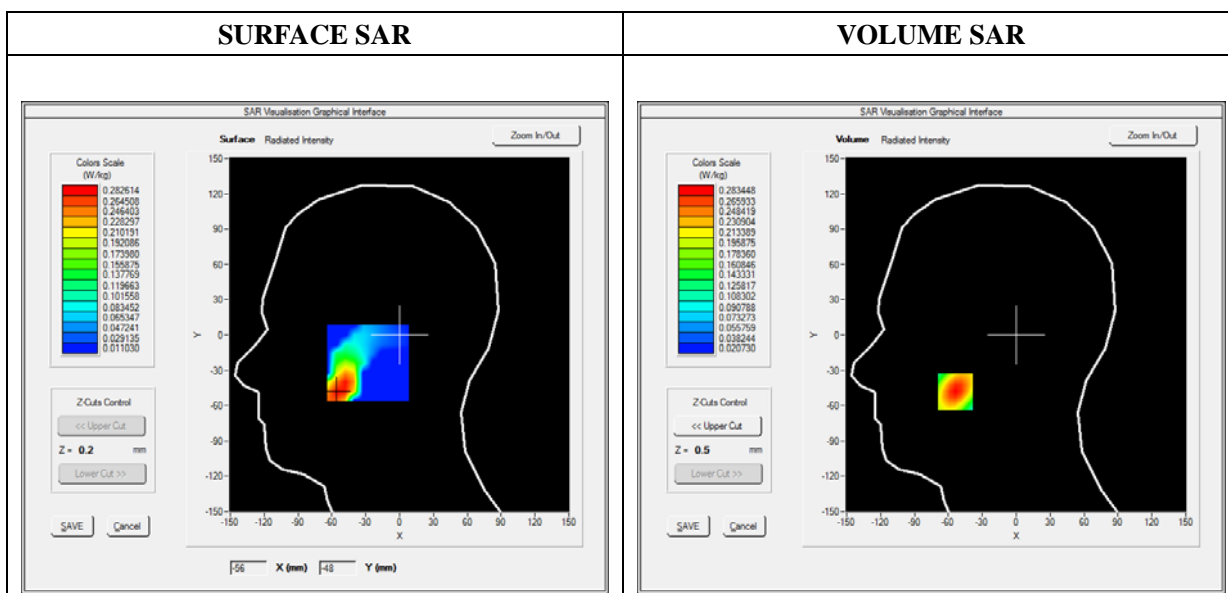 SURFACE SAR
VOLUME SAR
SAR Visualisation Graphical Interface
Surface Radiated Intensity
Zoom In/Out
Colors Scale
(W/kg)
0.282614
0.264508
0.246403
0.228297
0.210191
0.192086
0.173980
0.155875
0.137769
0.119663
0.101558
0.083452
0.065347
0.047241
0.029135
0.011030
150
120
90
60
30
0
-30
-60
-90
-120
-150
Y
-150 -120 -90 -60 -30 0 30 60 90 120 150
X
Z-Cuts Control
<< Upper Cut
Z = 0.2 mm
Lower Cut >>
SAVE Cancel
-56 X (mm) -48 Y (mm)
SAR Visualisation Graphical Interface
Volume Radiated Intensity
Zoom In/Out
Colors Scale
(W/kg)
0.283448
0.265933
0.248419
0.230904
0.213389
0.195875
0.178360
0.160846
0.143331
0.125817
0.108302
0.090788
0.073273
0.055759
0.038244
0.020730
150
120
90
60
30
0
-30
-60
-90
-120
-150
Y
-150 -120 -90 -60 -30 0 30 60 90 120 150
X
Z-Cuts Control
<< Upper Cut
Z = 0.5 mm
Lower Cut >>
SAVE Cancel